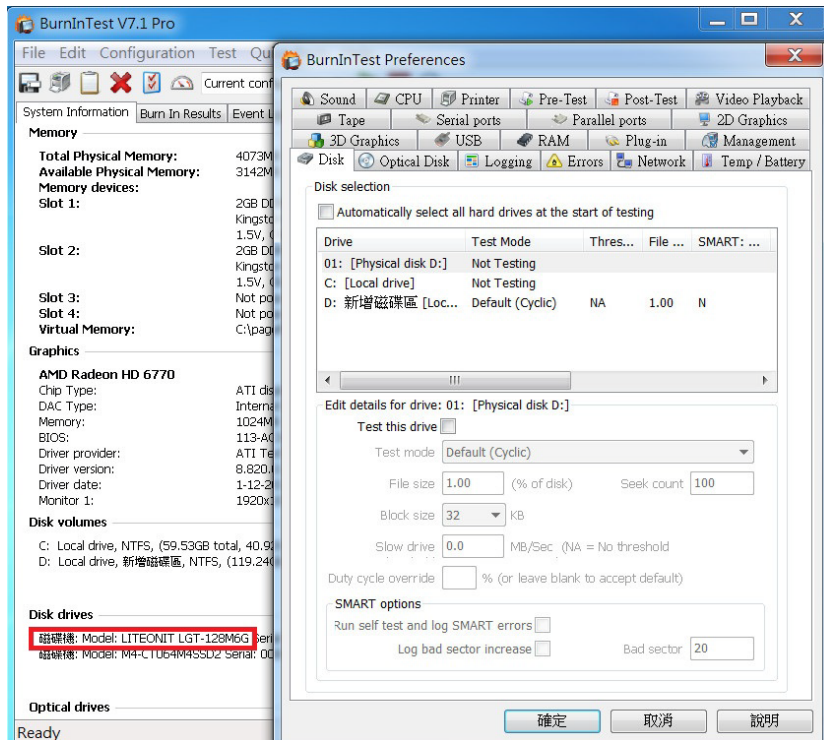 BurnInTest V7.1 Pro
File Edit Configuration Test
Current conf
System Information Burn In Results Event L
Memory
Total Physical Memory: 4073M
Available Physical Memory: 3142M
Memory devices:
Slot 1: 2GB DD
Kingsto
1.5V,
Slot 2: 2GB DD
Kingsto
1.5V,
Slot 3: Not po
Slot 4: Not po
Virtual Memory: C:\pag
Graphics
AMD Radeon HD 6770
Chip Type: ATI dis
DAC Type: Interna
Memory: 1024M
BIOS: 113-AC
Driver provider: ATI Te
Driver version: 8.820.
Driver date: 1-12-2
Monitor 1: 1920x
Disk volumes
C: Local drive, NTFS, (59.53GB total, 40.92
D: Local drive, 新增磁碟區, NTFS, (119.24G
Disk drives
磁碟機: Model: LITEONIT LGT-128M6G Seri
磁碟機: Model: M4-CT064M4SSD2 Serial: 00
Optical drives
Ready
BurnInTest Preferences
Sound CPU Printer Pre-Test Post-Test Video Playback
Tape Serial ports Parallel ports 2D Graphics
3D Graphics USB RAM Plug-in Management
Disk Optical Disk Logging Errors Network Temp / Battery
Disk selection
Automatically select all hard drives at the start of testing
Drive Test Mode Thres... File ... SMART: ...
01: [Physical disk D:] Not Testing
C: [Local drive] Not Testing
D: 新增磁碟區 [Loc... Default (Cyclic) NA 1.00 N
Edit details for drive: 01: [Physical disk D:]
Test this drive
Test mode Default (Cyclic)
File size 1.00 (% of disk) Seek count 100
Block size 32 KB
Slow drive 0.0 MB/Sec (NA = No threshold
Duty cycle override % (or leave blank to accept default)
SMART options
Run self test and log SMART errors
Log bad sector increase Bad sector 20
確定 取消 說明